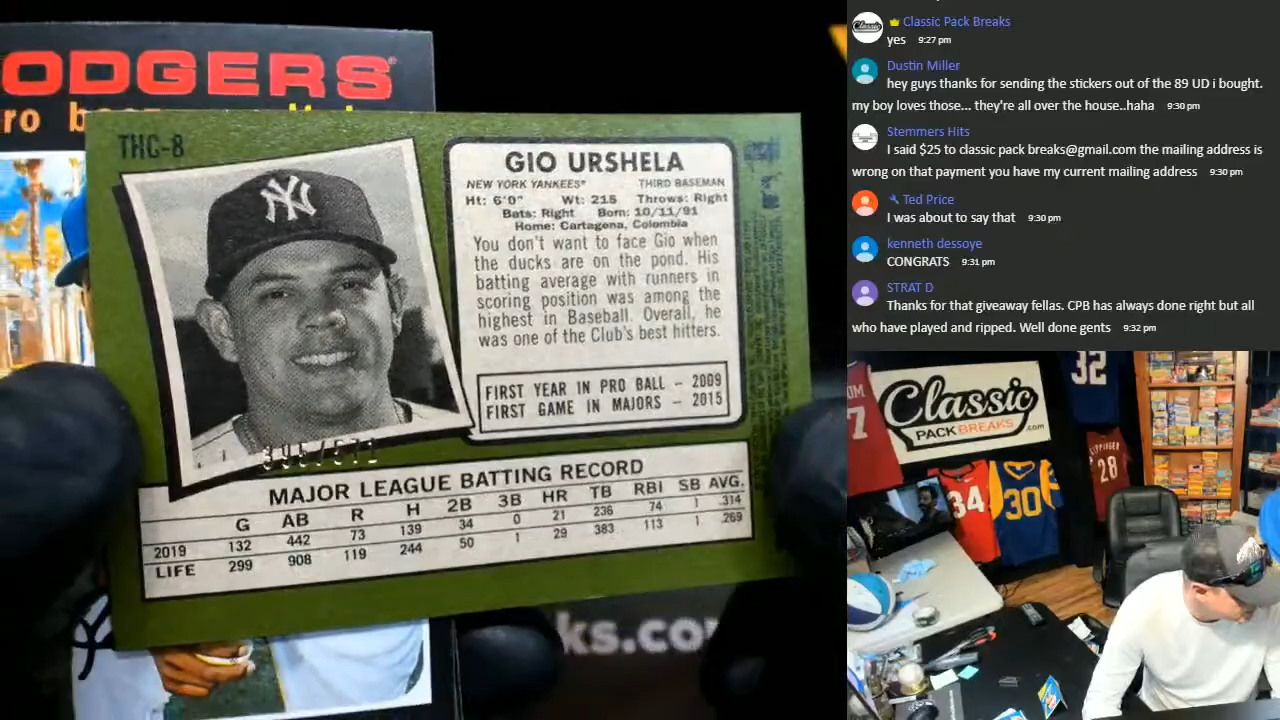 ODGERS
THC-8
GIO URSHELA
NEW YORK YANKEES® THIRD BASEMAN
Ht: 6'0" Wt: 215 Throws: Right
Bats: Right Born: 10/11/91
Home: Cartagena, Colombia
You don't want to face Gio when
the ducks are on the pond. His
batting average with runners in
scoring position was among the
highest in Baseball. Overall, he
was one of the Club's best hitters.
FIRST YEAR IN PRO BALL – 2009
FIRST GAME IN MAJORS – 2015
MAJOR LEAGUE BATTING RECORD
G AB R H 2B 3B HR TB RBI SB AVG.
2019 132 442 73 139 34 0 21 236 74 1 .314
LIFE 299 908 119 244 50 1 29 383 113 1 .269
ks.co
Classic Pack Breaks
yes 9:27 pm
Dustin Miller
hey guys thanks for sending the stickers out of the 89 UD i bought.
my boy loves those... they're all over the house..haha 9:30 pm
Stemmers Hits
I said $25 to classic pack breaks@gmail.com the mailing address is
wrong on that payment you have my current mailing address 9:30 pm
Ted Price
I was about to say that 9:30 pm
kenneth dessoye
CONGRATS 9:31 pm
STRAT D
Thanks for that giveaway fellas. CPB has always done right but all
who have played and ripped. Well done gents 9:32 pm
Classic
PACK BREAKS.com
32
7
34
30
28